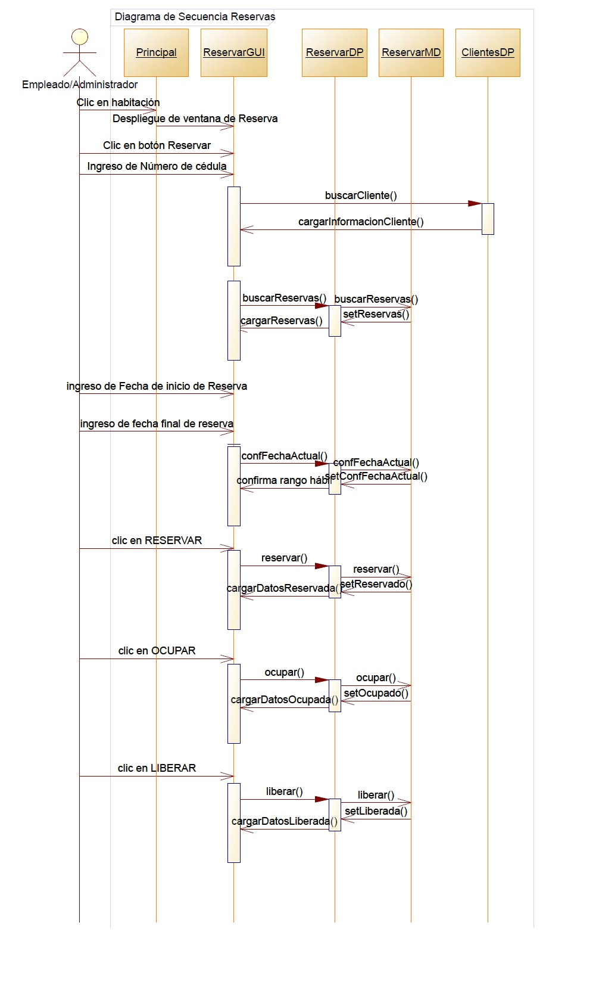 Diagrama de Secuencia Reservas
Principal
ReservarGUI
ReservarDP
ReservarMD
ClientesDP
Empleado/Administrador
Clic en habitación
Despliegue de ventana de Reserva
Clic en botón Reservar
Ingreso de Número de cédula
buscarCliente()
cargarInformacionCliente()
buscarReservas()
buscarReservas()
setReservas()
cargarReservas()
ingreso de Fecha de inicio de Reserva
ingreso de fecha final de reserva
confFechaActual()
confFechaActual()
setConfFechaActual()
confirma rango hábil
clic en RESERVAR
reservar()
reservar()
setReservado()
cargarDatosReservada()
clic en OCUPAR
ocupar()
ocupar()
setOcupado()
cargarDatosOcupada()
clic en LIBERAR
liberar()
liberar()
setLiberada()
cargarDatosLiberada()